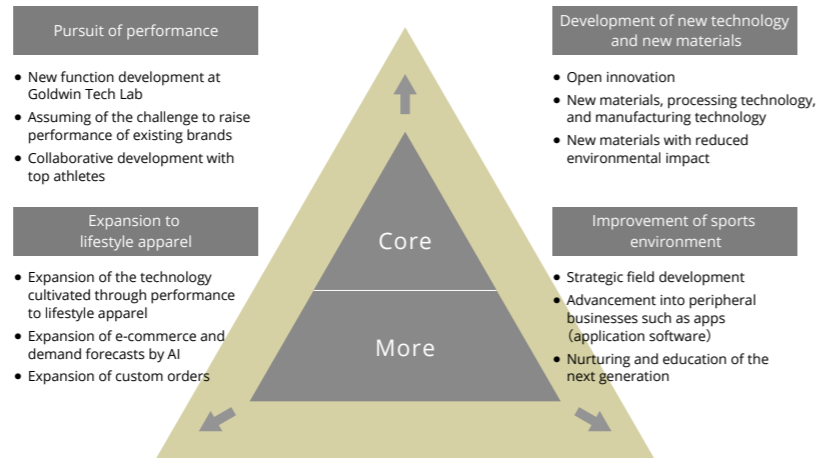 Pursuit of performance
• New function development at
Goldwin Tech Lab
• Assuming of the challenge to raise
performance of existing brands
• Collaborative development with
top athletes
Development of new technology
and new materials
• Open innovation
• New materials, processing technology,
and manufacturing technology
• New materials with reduced
environmental impact
Expansion to
lifestyle apparel
• Expansion of the technology
cultivated through performance
to lifestyle apparel
• Expansion of e-commerce and
demand forecasts by AI
• Expansion of custom orders
Core
More
Improvement of sports
environment
• Strategic field development
• Advancement into peripheral
businesses such as apps
(application software)
• Nurturing and education of the
next generation